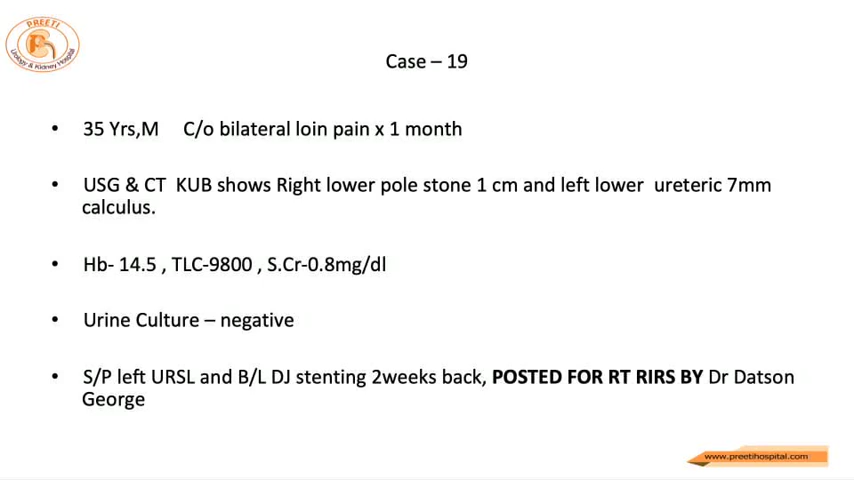 PREETI
Urology & Kidney Hospital
Case – 19
• 35 Yrs,M C/o bilateral loin pain x 1 month
• USG & CT KUB shows Right lower pole stone 1 cm and left lower ureteric 7mm
calculus.
• Hb- 14.5 , TLC-9800 , S.Cr-0.8mg/dl
• Urine Culture – negative
• S/P left URSL and B/L DJ stenting 2weeks back, POSTED FOR RT RIRS BY Dr Datson
George
www.preetihospital.com